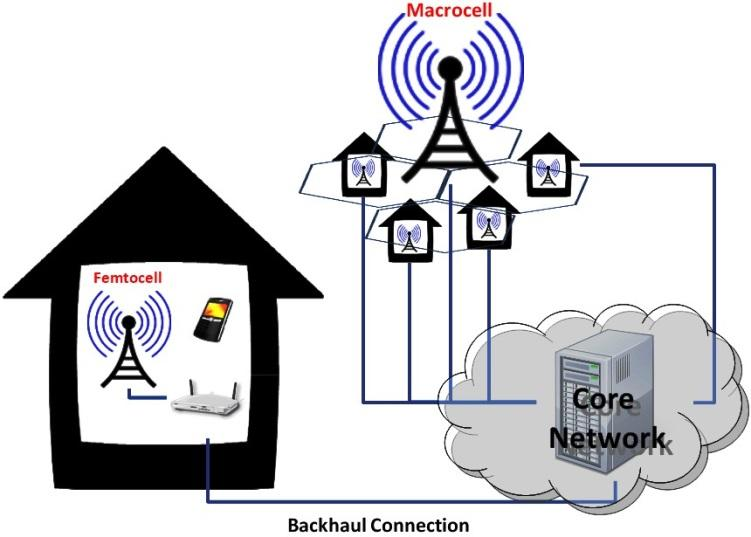 Macrocell
Femtocell
Core
Network
Backhaul Connection